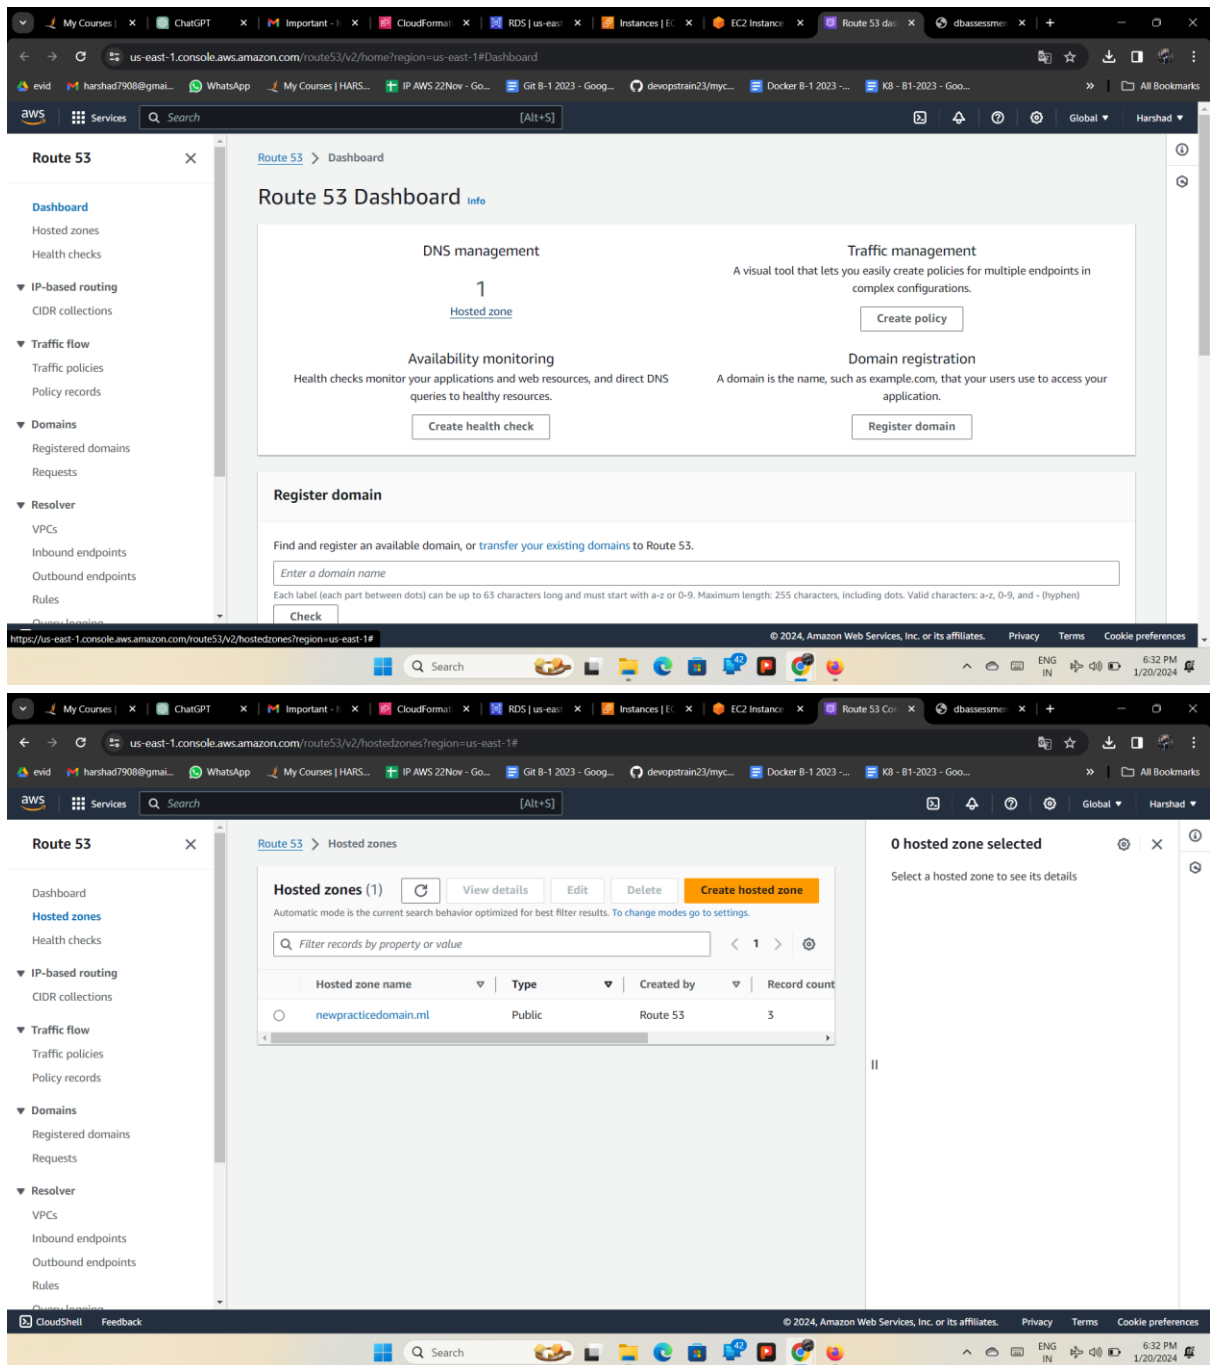 My Courses |
ChatGPT
Important - h
CloudFormati
RDS | us-east
Instances | EC
EC2 Instance
Route 53 das
dbassessmen
us-east-1.console.aws.amazon.com/route53/v2/home?region=us-east-1#Dashboard
evid
harshad7908@gmai...
WhatsApp
My Courses | HARS...
IP AWS 22Nov - Go...
Git B-1 2023 - Goog...
devopstrain23/myc...
Docker B-1 2023 -...
K8 - B1-2023 - Goo...
»
All Bookmarks
aws Services Search [Alt+S] Global Harshad
Route 53
Dashboard
Hosted zones
Health checks
IP-based routing
CIDR collections
Traffic flow
Traffic policies
Policy records
Domains
Registered domains
Requests
Resolver
VPCs
Inbound endpoints
Outbound endpoints
Rules
Query logging
Route 53 > Dashboard
Route 53 Dashboard Info
DNS management
1
Hosted zone
Traffic management
A visual tool that lets you easily create policies for multiple endpoints in
complex configurations.
Create policy
Availability monitoring
Health checks monitor your applications and web resources, and direct DNS
queries to healthy resources.
Create health check
Domain registration
A domain is the name, such as example.com, that your users use to access your
application.
Register domain
Register domain
Find and register an available domain, or transfer your existing domains to Route 53.
Enter a domain name
Each label (each part between dots) can be up to 63 characters long and must start with a-z or 0-9. Maximum length: 255 characters, including dots. Valid characters: a-z, 0-9, and - (hyphen)
Check
https://us-east-1.console.aws.amazon.com/route53/v2/hostedzones?region=us-east-1#
© 2024, Amazon Web Services, Inc. or its affiliates. Privacy Terms Cookie preferences
Search
42
ENG
IN
6:32 PM
1/20/2024
My Courses |
ChatGPT
Important - h
CloudFormati
RDS | us-east
Instances | EC
EC2 Instance
Route 53 Con
dbassessmen
us-east-1.console.aws.amazon.com/route53/v2/hostedzones?region=us-east-1#
evid
harshad7908@gmai...
WhatsApp
My Courses | HARS...
IP AWS 22Nov - Go...
Git B-1 2023 - Goog...
devopstrain23/myc...
Docker B-1 2023 -...
K8 - B1-2023 - Goo...
»
All Bookmarks
aws Services Search [Alt+S] Global Harshad
Route 53
Dashboard
Hosted zones
Health checks
IP-based routing
CIDR collections
Traffic flow
Traffic policies
Policy records
Domains
Registered domains
Requests
Resolver
VPCs
Inbound endpoints
Outbound endpoints
Rules
Query logging
Route 53 > Hosted zones
Hosted zones (1) View details Edit Delete Create hosted zone
Automatic mode is the current search behavior optimized for best filter results. To change modes go to settings.
Filter records by property or value
< 1 >
Hosted zone name Type Created by Record count
newpracticedomain.ml Public Route 53 3
0 hosted zone selected
Select a hosted zone to see its details
CloudShell Feedback © 2024, Amazon Web Services, Inc. or its affiliates. Privacy Terms Cookie preferences
Search
42
ENG
IN
6:32 PM
1/20/2024